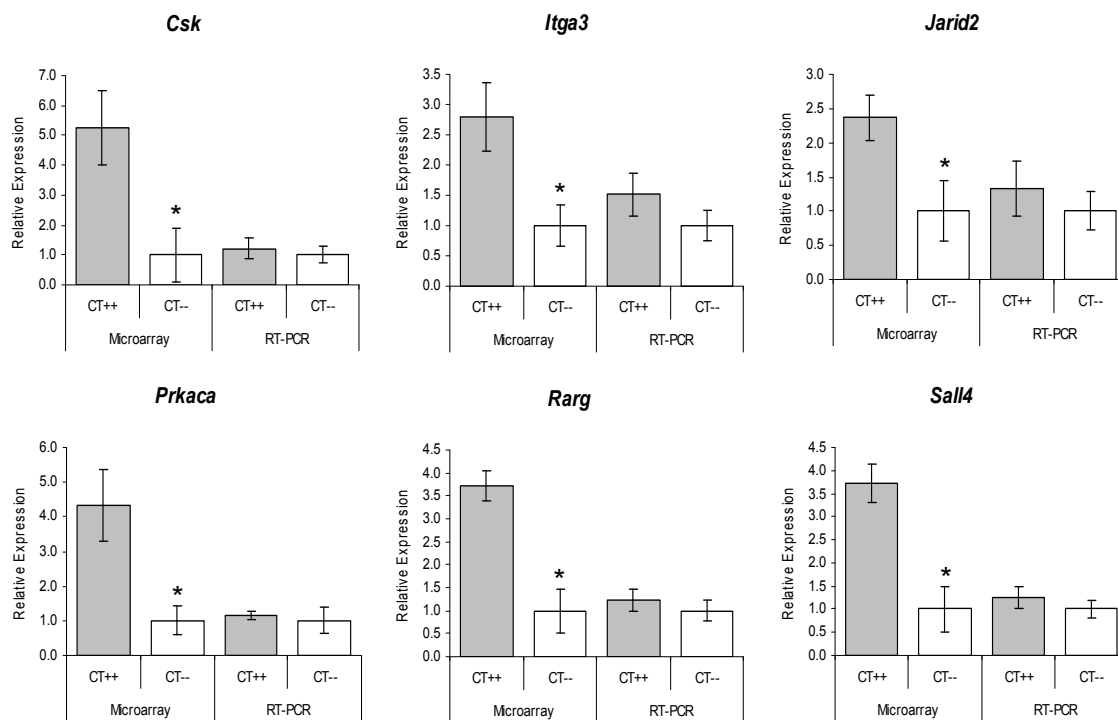 Csk
Relative Expression
7.0
6.0
5.0
4.0
3.0
2.0
1.0
0.0
*
CT++ CT-- CT++ CT--
Microarray RT-PCR
Itga3
Relative Expression
3.5
3.0
2.5
2.0
1.5
1.0
0.5
0.0
*
CT++ CT-- CT++ CT--
Microarray RT-PCR
Jarid2
Relative Expression
3.0
2.5
2.0
1.5
1.0
0.5
0.0
*
CT++ CT-- CT++ CT--
Microarray RT-PCR
Prkaca
Relative Expression
6.0
5.0
4.0
3.0
2.0
1.0
0.0
*
CT++ CT-- CT++ CT--
Microarray RT-PCR
Rarg
Relative Expression
4.5
4.0
3.5
3.0
2.5
2.0
1.5
1.0
0.5
0.0
*
CT++ CT-- CT++ CT--
Microarray RT-PCR
Sall4
Relative Expression
4.5
4.0
3.5
3.0
2.5
2.0
1.5
1.0
0.5
0.0
*
CT++ CT-- CT++ CT--
Microarray RT-PCR